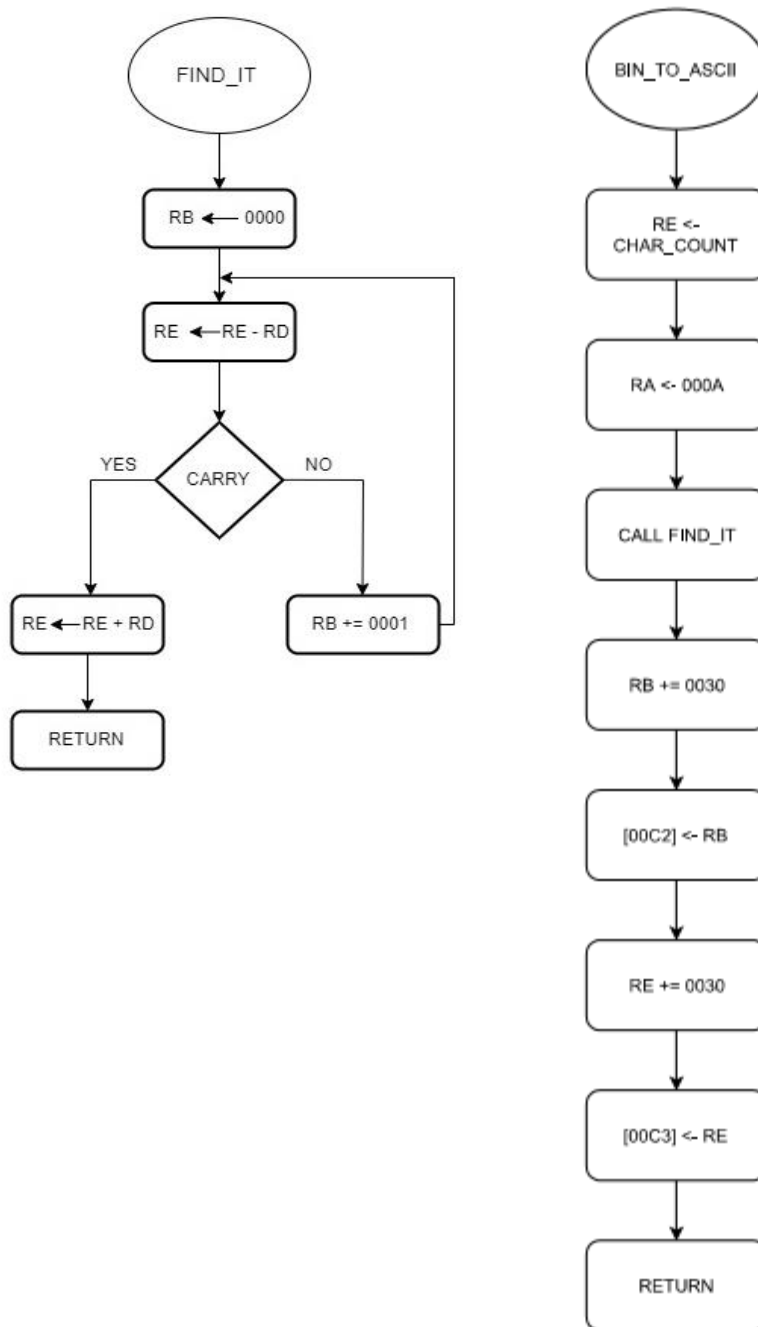 FIND_IT
RB ← 0000
RE ← RE - RD
CARRY
YES
NO
RE ← RE + RD
RB += 0001
RETURN
BIN_TO_ASCII
RE <-
CHAR_COUNT
RA <- 000A
CALL FIND_IT
RB += 0030
[00C2] <- RB
RE += 0030
[00C3] <- RE
RETURN